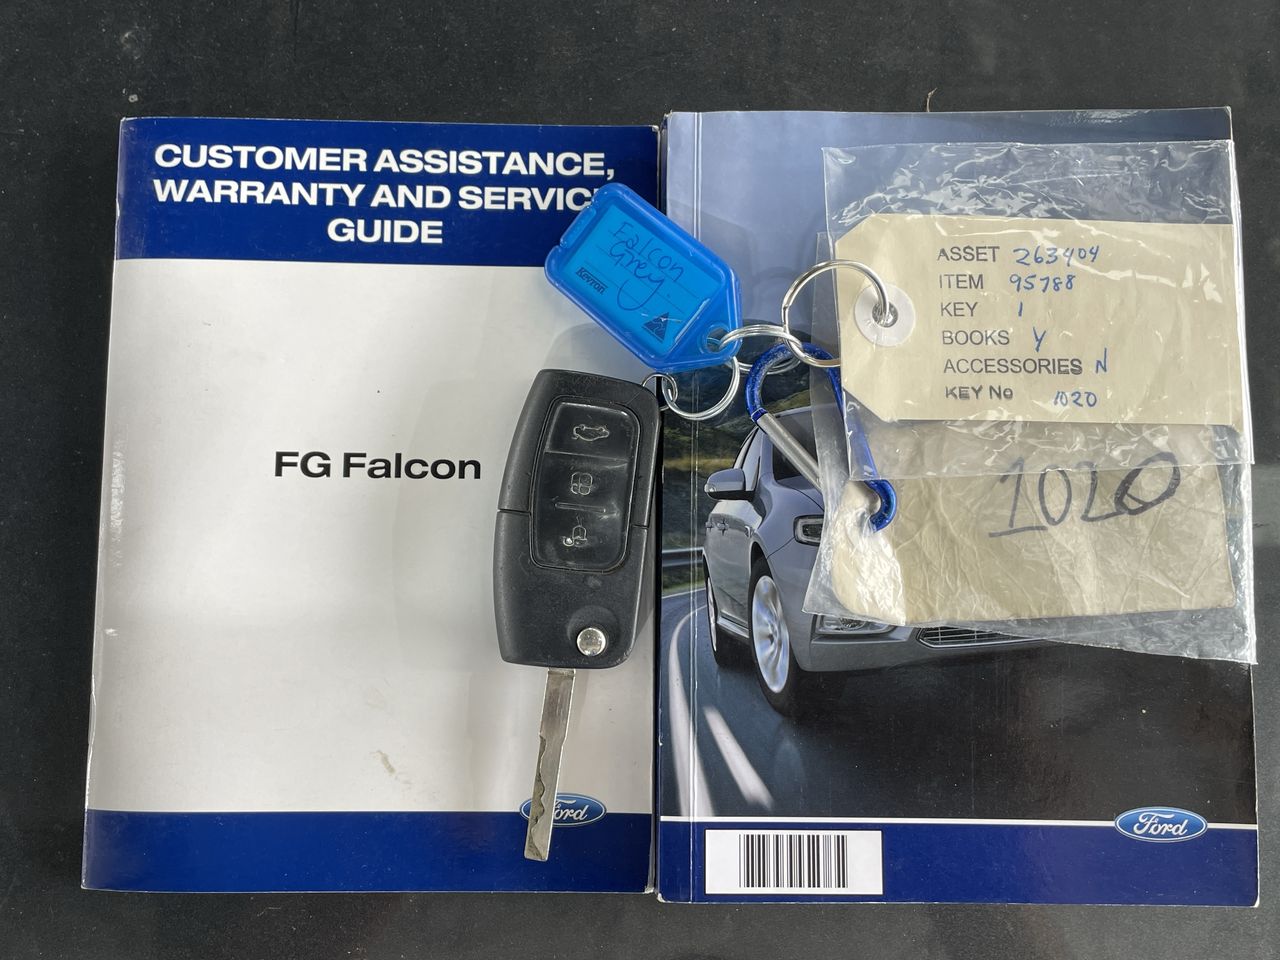 CUSTOMER ASSISTANCE,
WARRANTY AND SERVICE
GUIDE
FG Falcon
Ford
Falcon
Grey
Kevron
ASSET 263404
ITEM 95788
KEY 1
BOOKS Y
ACCESSORIES N
KEY No 1020
1020
Ford